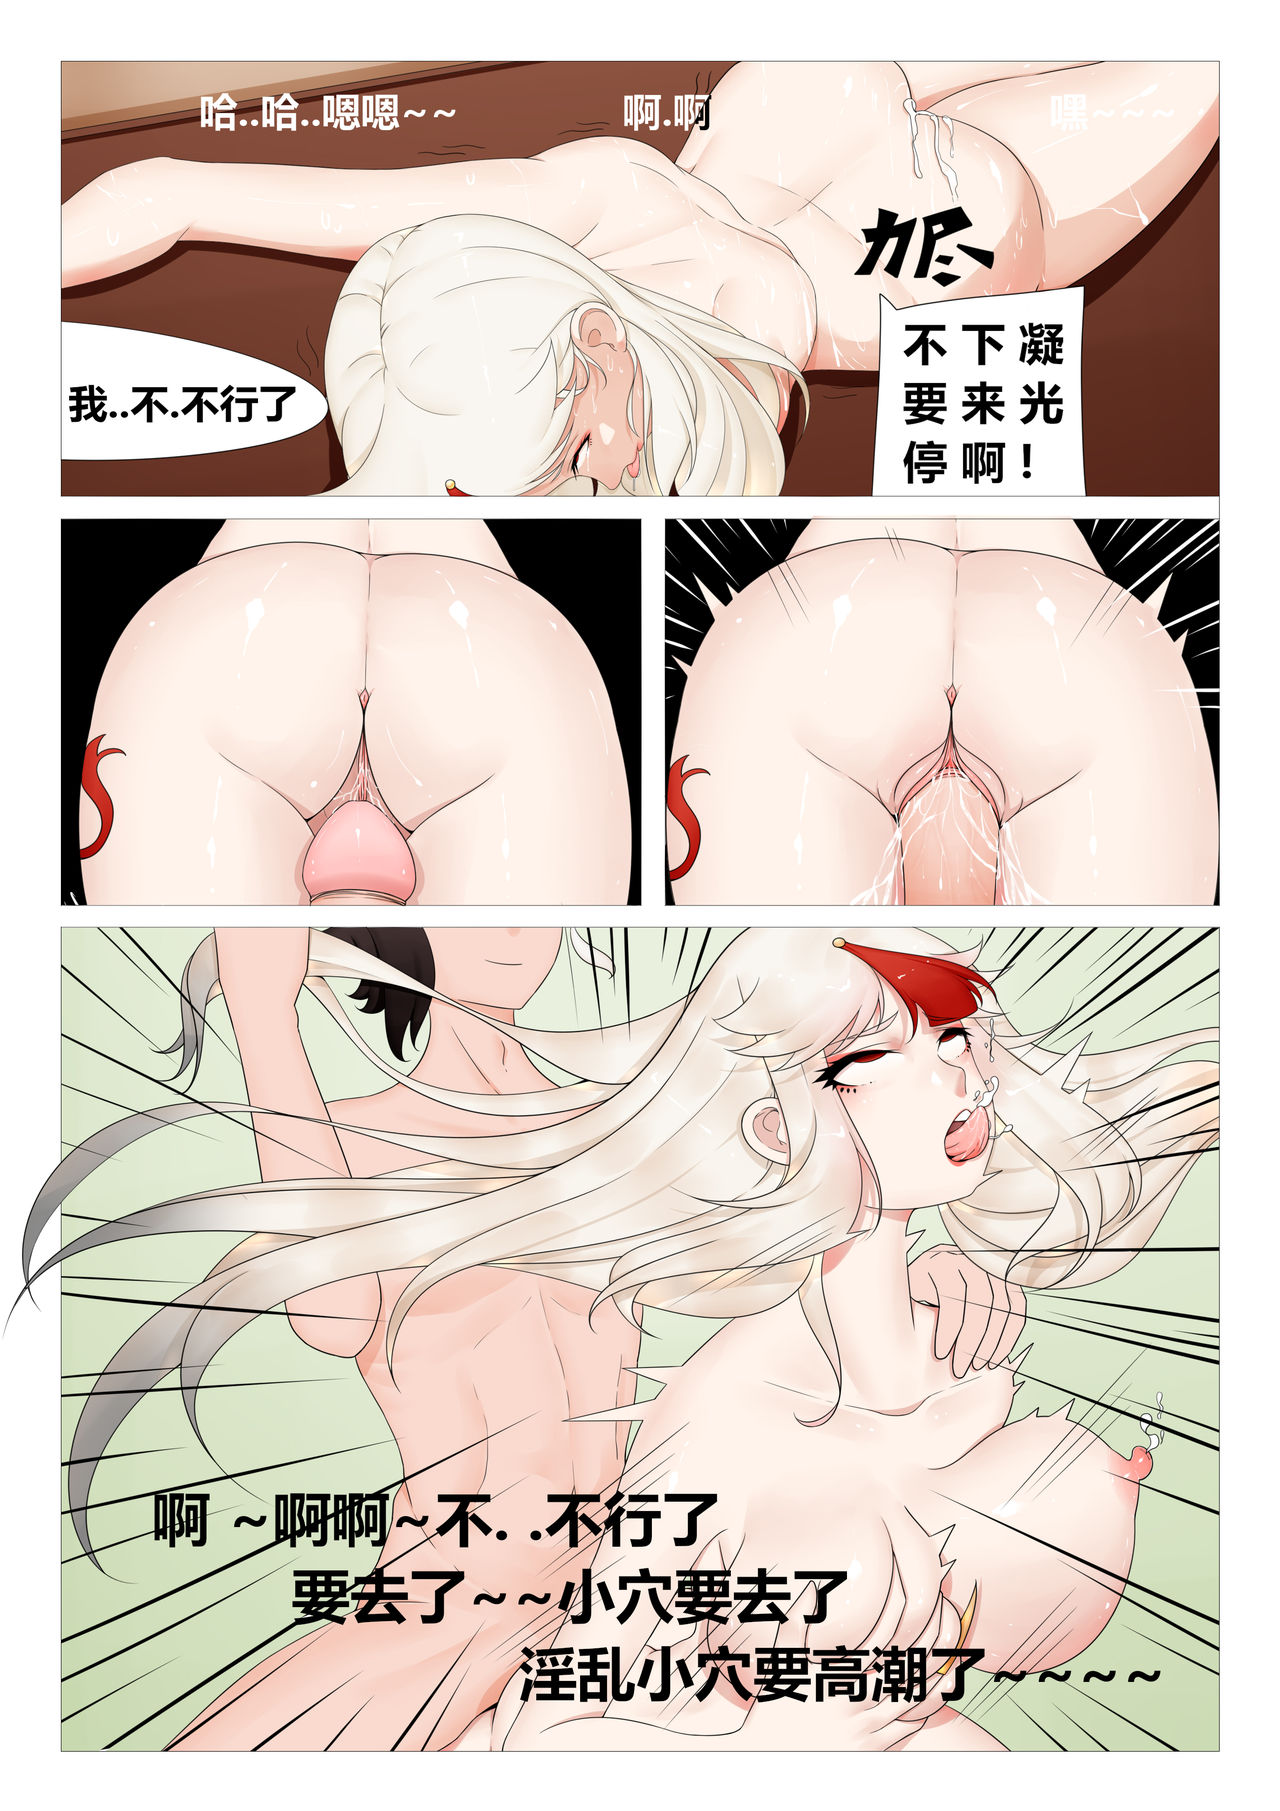 哈..哈..嗯嗯~~
啊.啊
嘿~~~
凝光！
下来啊
不要停
我..不.不行了
啊 ~啊啊~不. .不行了
要去了~~小穴要去了
淫乱小穴要高潮了~~~~